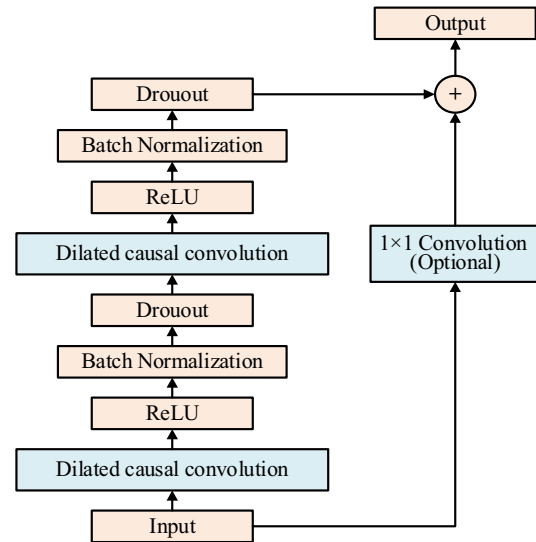 Output
Drouout
+
Batch Normalization
ReLU
Dilated causal convolution
1×1 Convolution
(Optional)
Drouout
Batch Normalization
ReLU
Dilated causal convolution
Input